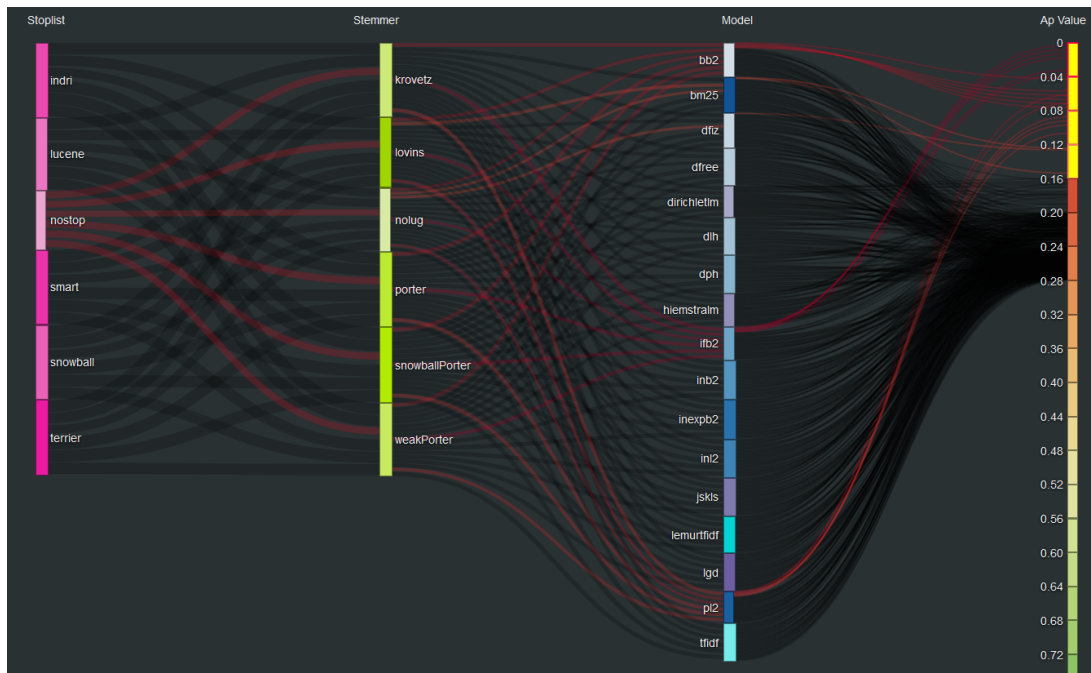 Stoplist Stemmer Model Ap Value
indri
lucene
nostop
smart
snowball
terrier
krovetz
lovins
nolug
porter
snowballPorter
weakPorter
bb2
bm25
dfiz
dfree
dirichletlm
dlh
dph
hiemstralm
ifb2
inb2
inexpb2
inl2
jskls
lemurtfidf
lgd
pl2
tfidf
0
0.04
0.08
0.12
0.16
0.20
0.24
0.28
0.32
0.36
0.40
0.44
0.48
0.52
0.56
0.60
0.64
0.68
0.72